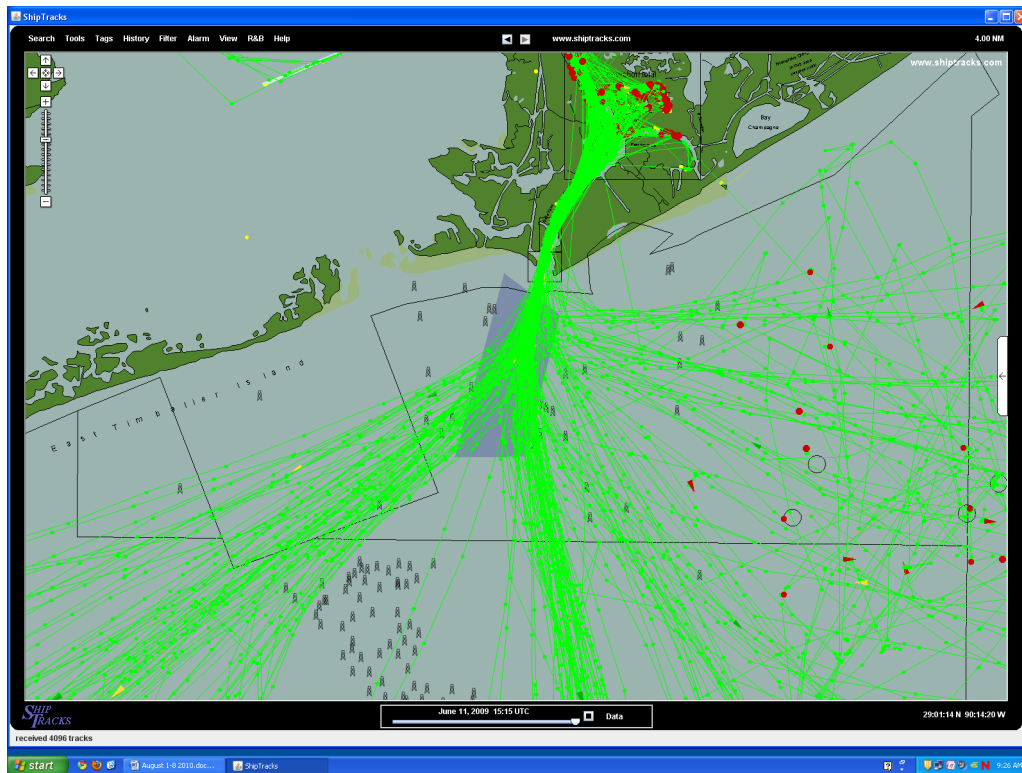 ShipTracks
Search Tools Tags History Filter Alarm View R&B Help
www.shiptracks.com
4.00 NM
www.shiptracks.com
Bay
Champagne
East Timbalier Island
June 11, 2009 15:15 UTC
Data
SHIP
TRACKS
29:01:14 N 90:14:20 W
received 4096 tracks
start
August 1-8 2010.doc...
ShipTracks
9:26 AM